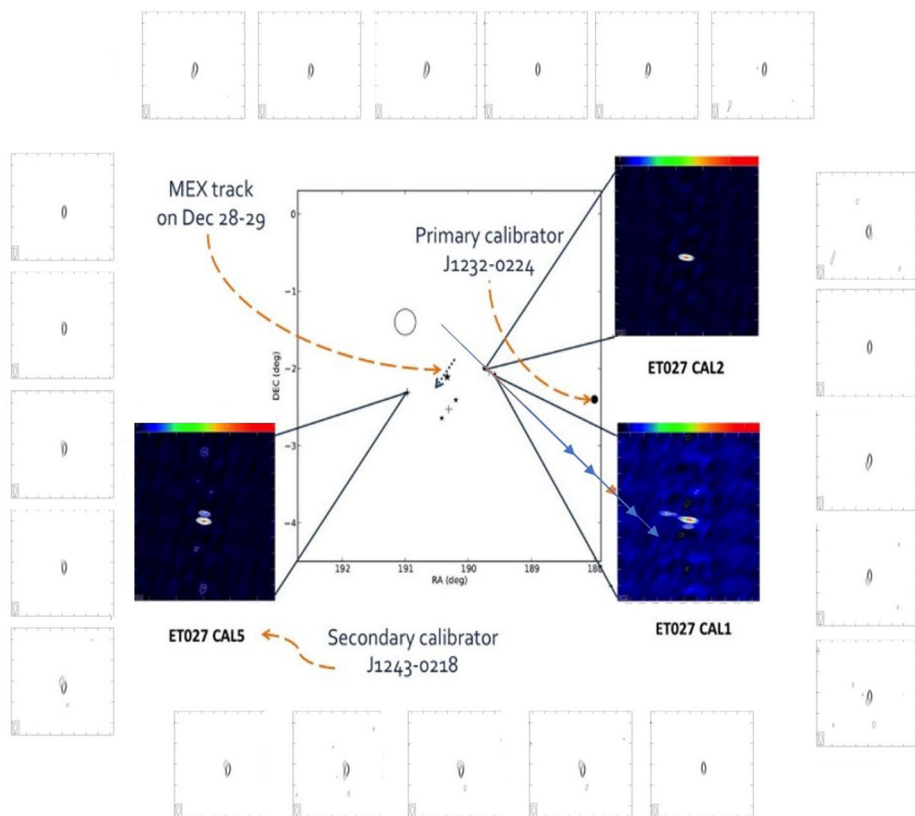 MEX track
on Dec 28-29
Primary calibrator
J1232-0224
ET027 CAL2
0
−1
−2
−3
−4
DEC (deg)
192
191
190
189
188
RA (deg)
ET027 CAL5
ET027 CAL1
Secondary calibrator
J1243-0218